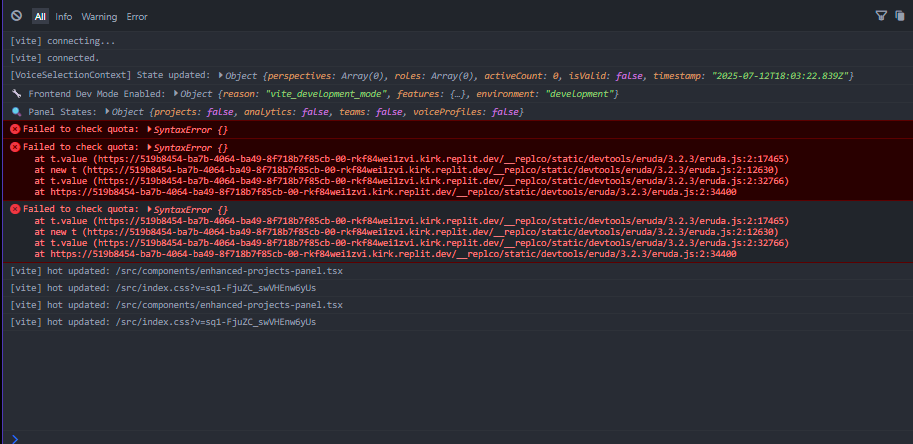 All Info Warning Error
[vite] connecting...
[vite] connected.
[VoiceSelectionContext] State updated: Object {perspectives: Array(0), roles: Array(0), activeCount: 0, isValid: false, timestamp: "2025-07-12T18:03:22.839Z"}
Frontend Dev Mode Enabled: Object {reason: "vite_development_mode", features: {…}, environment: "development"}
Panel States: Object {projects: false, analytics: false, teams: false, voiceProfiles: false}
Failed to check quota: SyntaxError {}
Failed to check quota: SyntaxError {}
at t.value (https://519b8454-ba7b-4064-ba49-8f718b7f85cb-00-rkf84wei1zvi.kirk.replit.dev/__replco/static/devtools/eruda/3.2.3/eruda.js:2:17465)
at new t (https://519b8454-ba7b-4064-ba49-8f718b7f85cb-00-rkf84wei1zvi.kirk.replit.dev/__replco/static/devtools/eruda/3.2.3/eruda.js:2:12630)
at t.value (https://519b8454-ba7b-4064-ba49-8f718b7f85cb-00-rkf84wei1zvi.kirk.replit.dev/__replco/static/devtools/eruda/3.2.3/eruda.js:2:32766)
at https://519b8454-ba7b-4064-ba49-8f718b7f85cb-00-rkf84wei1zvi.kirk.replit.dev/__replco/static/devtools/eruda/3.2.3/eruda.js:2:34400
Failed to check quota: SyntaxError {}
at t.value (https://519b8454-ba7b-4064-ba49-8f718b7f85cb-00-rkf84wei1zvi.kirk.replit.dev/__replco/static/devtools/eruda/3.2.3/eruda.js:2:17465)
at new t (https://519b8454-ba7b-4064-ba49-8f718b7f85cb-00-rkf84wei1zvi.kirk.replit.dev/__replco/static/devtools/eruda/3.2.3/eruda.js:2:12630)
at t.value (https://519b8454-ba7b-4064-ba49-8f718b7f85cb-00-rkf84wei1zvi.kirk.replit.dev/__replco/static/devtools/eruda/3.2.3/eruda.js:2:32766)
at https://519b8454-ba7b-4064-ba49-8f718b7f85cb-00-rkf84wei1zvi.kirk.replit.dev/__replco/static/devtools/eruda/3.2.3/eruda.js:2:34400
[vite] hot updated: /src/components/enhanced-projects-panel.tsx
[vite] hot updated: /src/index.css?v=sq1-FjuZC_swVHEnw6yUs
[vite] hot updated: /src/components/enhanced-projects-panel.tsx
[vite] hot updated: /src/index.css?v=sq1-FjuZC_swVHEnw6yUs